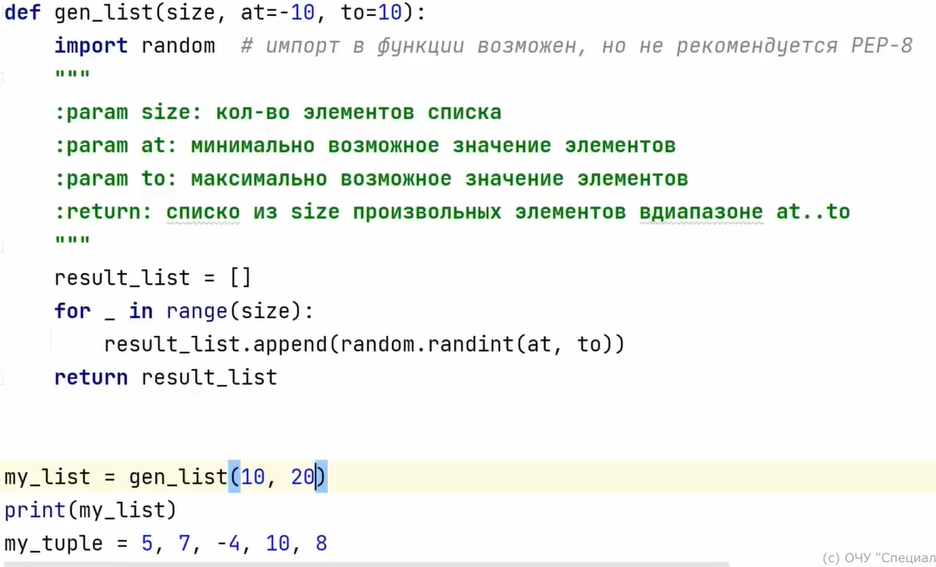 def gen_list(size, at=-10, to=10):
    import random  # импорт в функции возможен, но не рекомендуется PEP-8
    """
    :param size: кол-во элементов списка
    :param at: минимально возможное значение элементов
    :param to: максимально возможное значение элементов
    :return: списко из size произвольных элементов вдиапазоне at..to
    """
    result_list = []
    for _ in range(size):
        result_list.append(random.randint(at, to))
    return result_list
my_list = gen_list(10, 20)
print(my_list)
my_tuple = 5, 7, -4, 10, 8
(с) ОЧУ "Специал